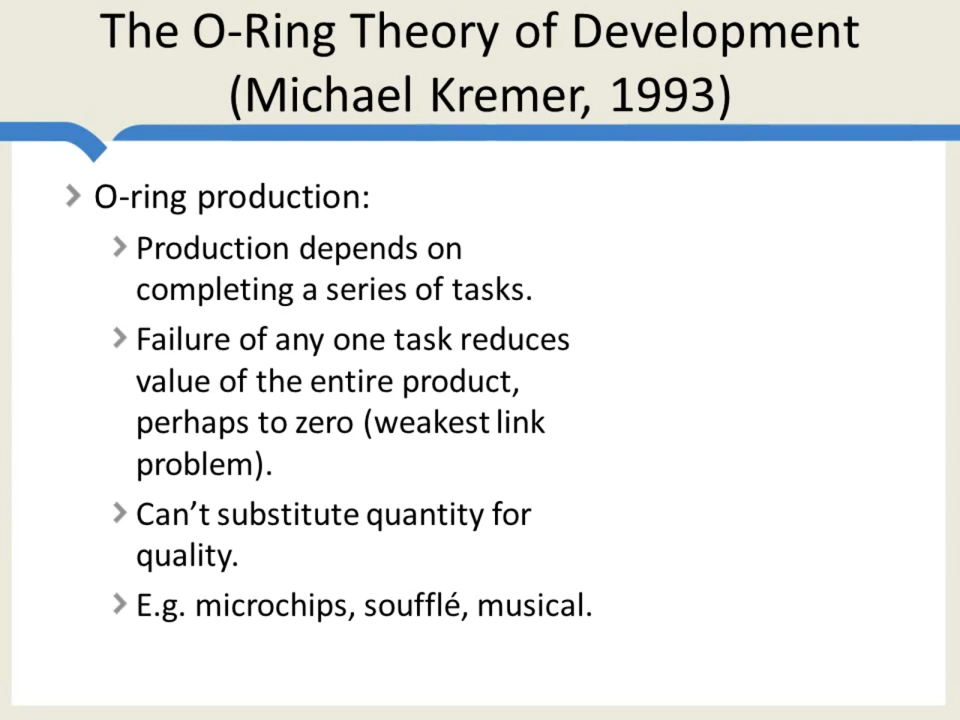 The O-Ring Theory of Development
(Michael Kremer, 1993)
O-ring production:
Production depends on
completing a series of tasks.
Failure of any one task reduces
value of the entire product,
perhaps to zero (weakest link
problem).
Can't substitute quantity for
quality.
E.g. microchips, soufflé, musical.